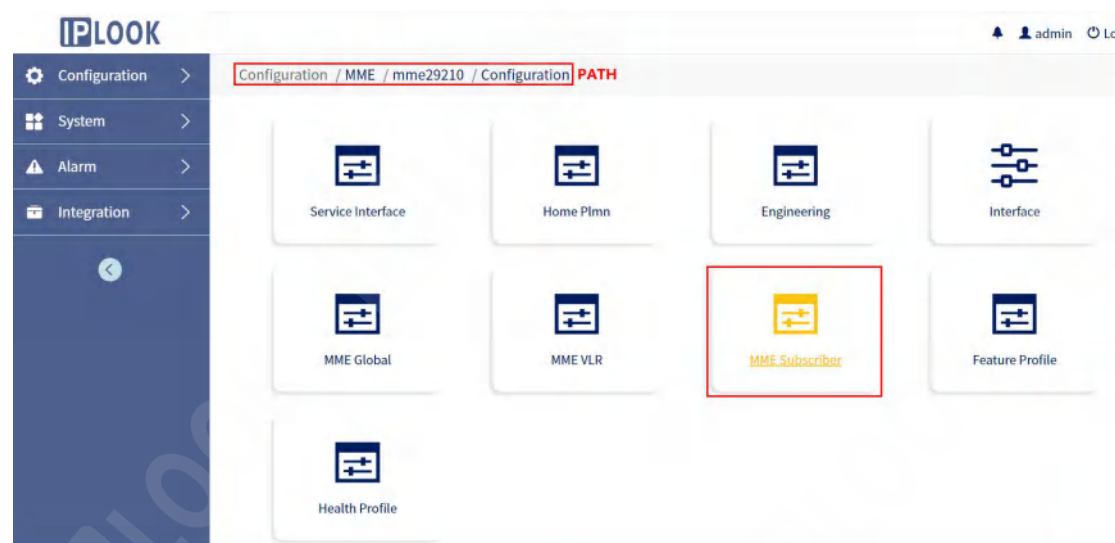 IPLOOK
admin Lo
Configuration
Configuration / MME / mme29210 / Configuration PATH
System
Alarm
Integration
Service Interface
Home Plmn
Engineering
Interface
MME Global
MME VLR
MME Subscriber
Feature Profile
Health Profile